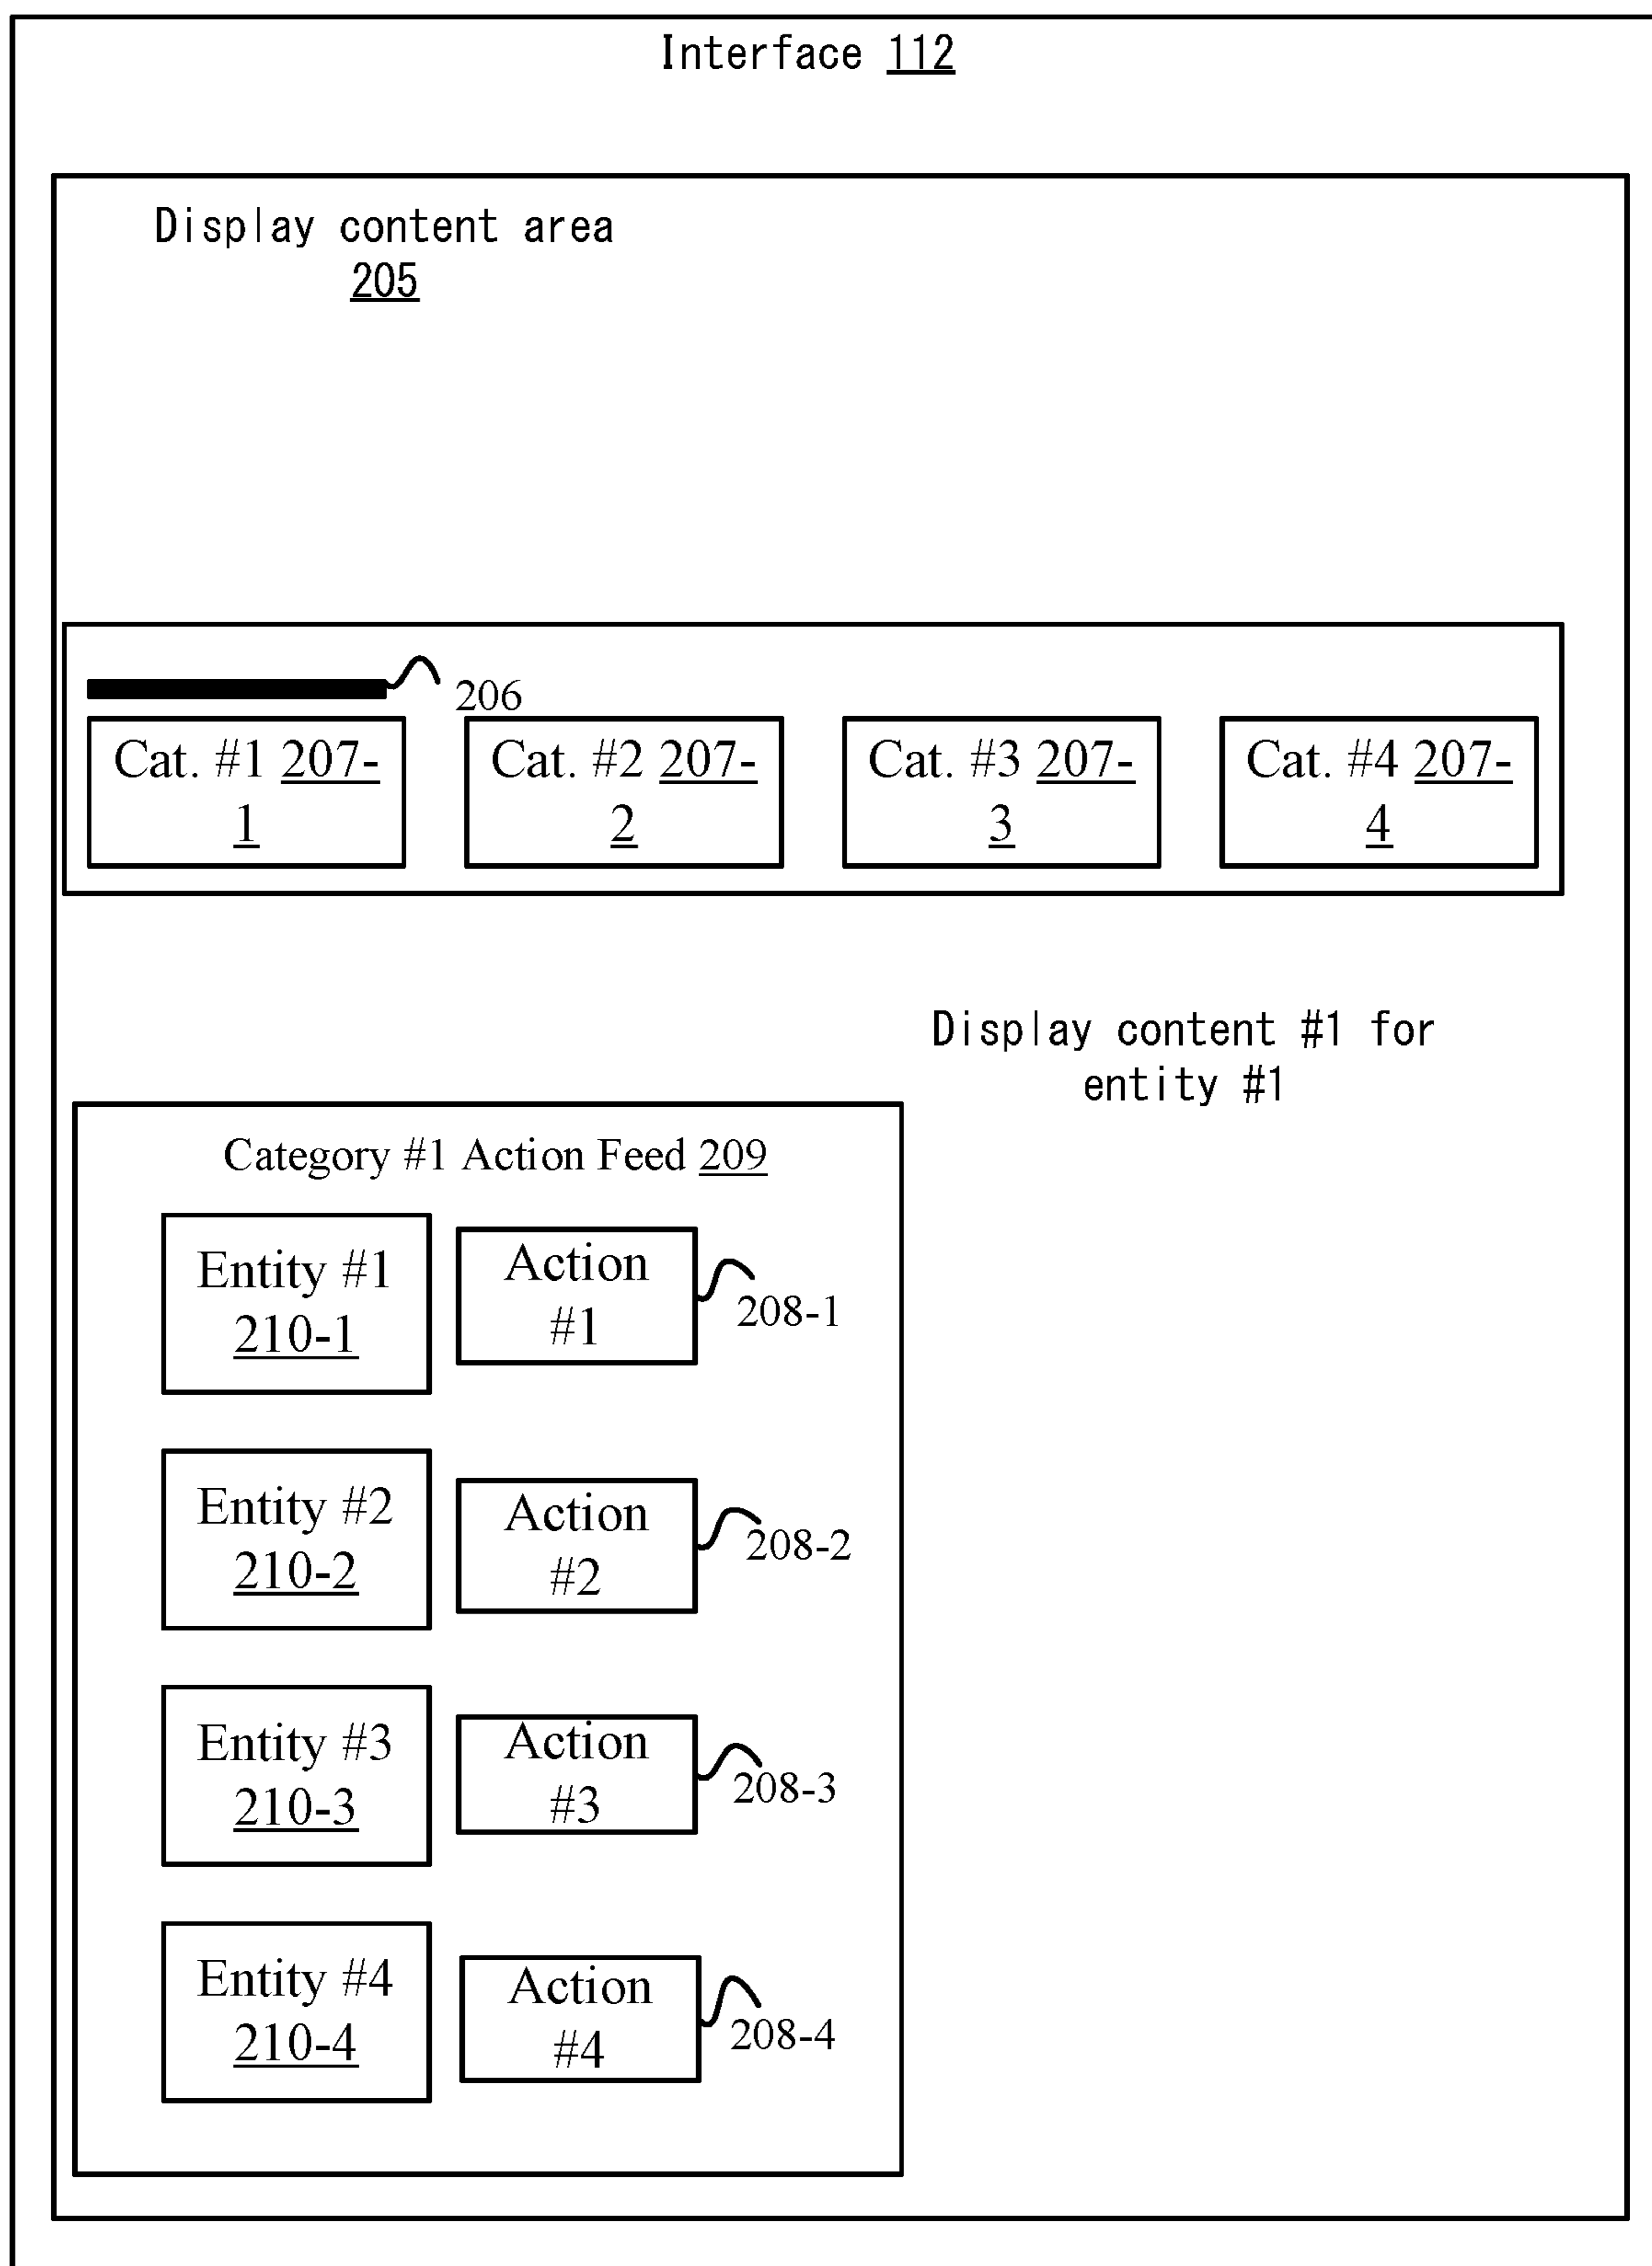 Interface 112
Display content area
205
206
Cat. #1 207-
1
Cat. #2 207-
2
Cat. #3 207-
3
Cat. #4 207-
4
Display content #1 for
entity #1
Category #1 Action Feed 209
Entity #1
210-1
Action
#1
208-1
Entity #2
210-2
Action
#2
208-2
Entity #3
210-3
Action
#3
208-3
Entity #4
210-4
Action
#4
208-4